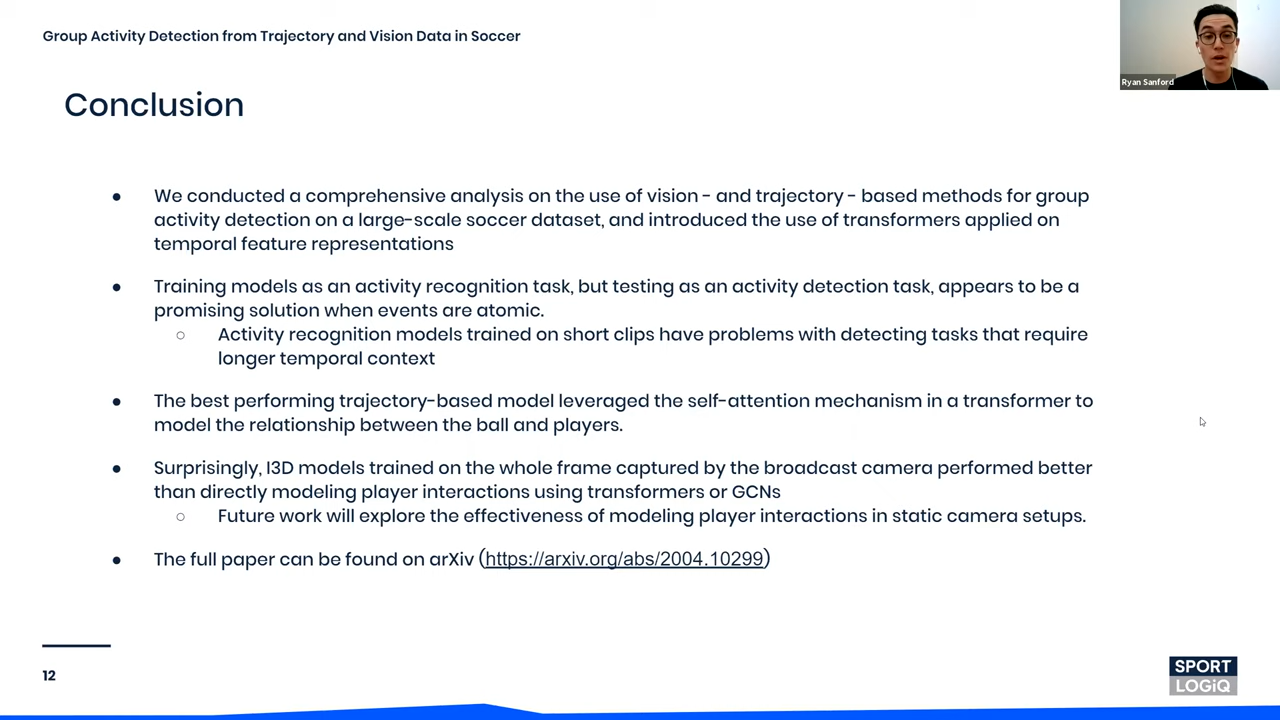 Group Activity Detection from Trajectory and Vision Data in Soccer
Ryan Sanford
Conclusion
● We conducted a comprehensive analysis on the use of vision - and trajectory - based methods for group
activity detection on a large-scale soccer dataset, and introduced the use of transformers applied on
temporal feature representations
● Training models as an activity recognition task, but testing as an activity detection task, appears to be a
promising solution when events are atomic.
○ Activity recognition models trained on short clips have problems with detecting tasks that require
longer temporal context
● The best performing trajectory-based model leveraged the self-attention mechanism in a transformer to
model the relationship between the ball and players.
● Surprisingly, I3D models trained on the whole frame captured by the broadcast camera performed better
than directly modeling player interactions using transformers or GCNs
○ Future work will explore the effectiveness of modeling player interactions in static camera setups.
● The full paper can be found on arXiv (https://arxiv.org/abs/2004.10299)
12
SPORT
LOGiQ